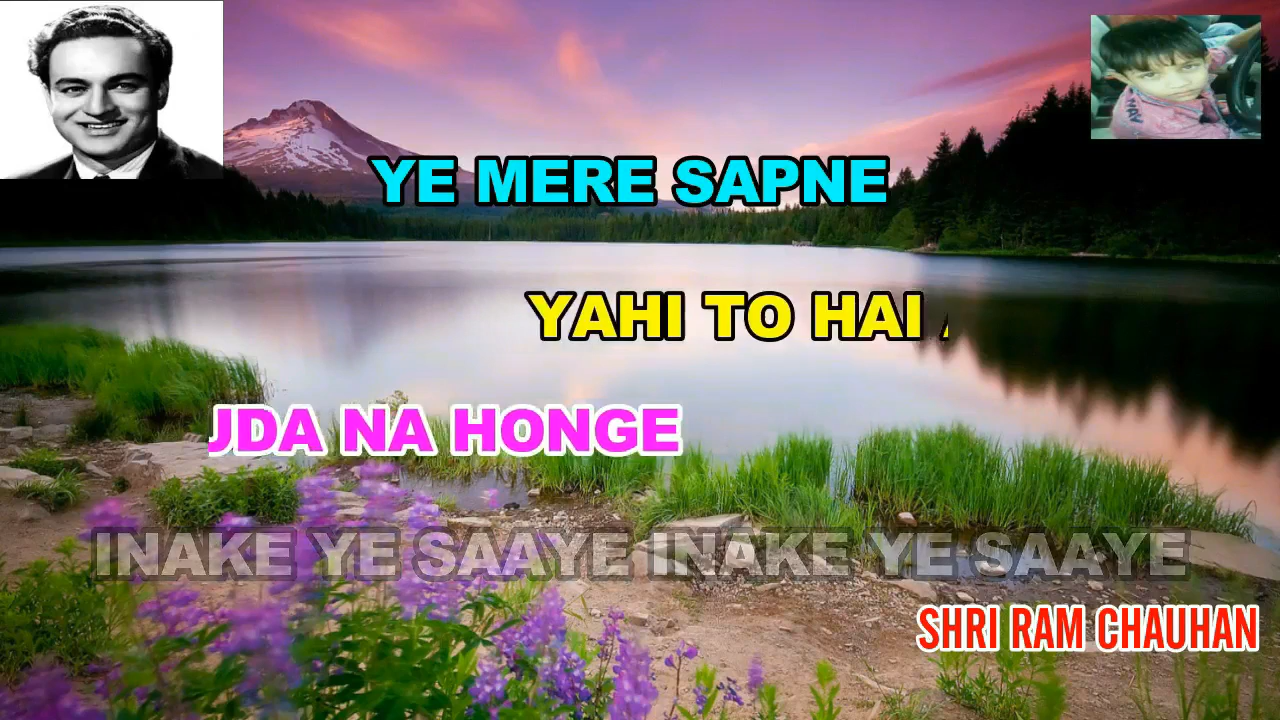 YE MERE SAPNE
YAHI TO HAI
JDA NA HONGE
INAKE YE SAAYE INAKE YE SAAYE
SHRI RAM CHAUHAN